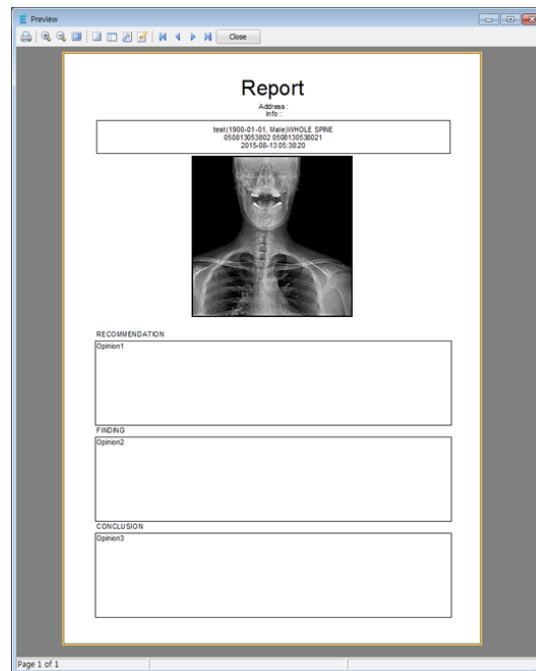 Preview
Close
Report
Address :
Info :
test(1900-01-01, Male)WHOLE SPINE
050813053802 0508130538021
2015-08-13 05:38:20
RECOMMENDATION
Opinion1
FINDING
Opinion2
CONCLUSION
Opinion3
Page 1 of 1